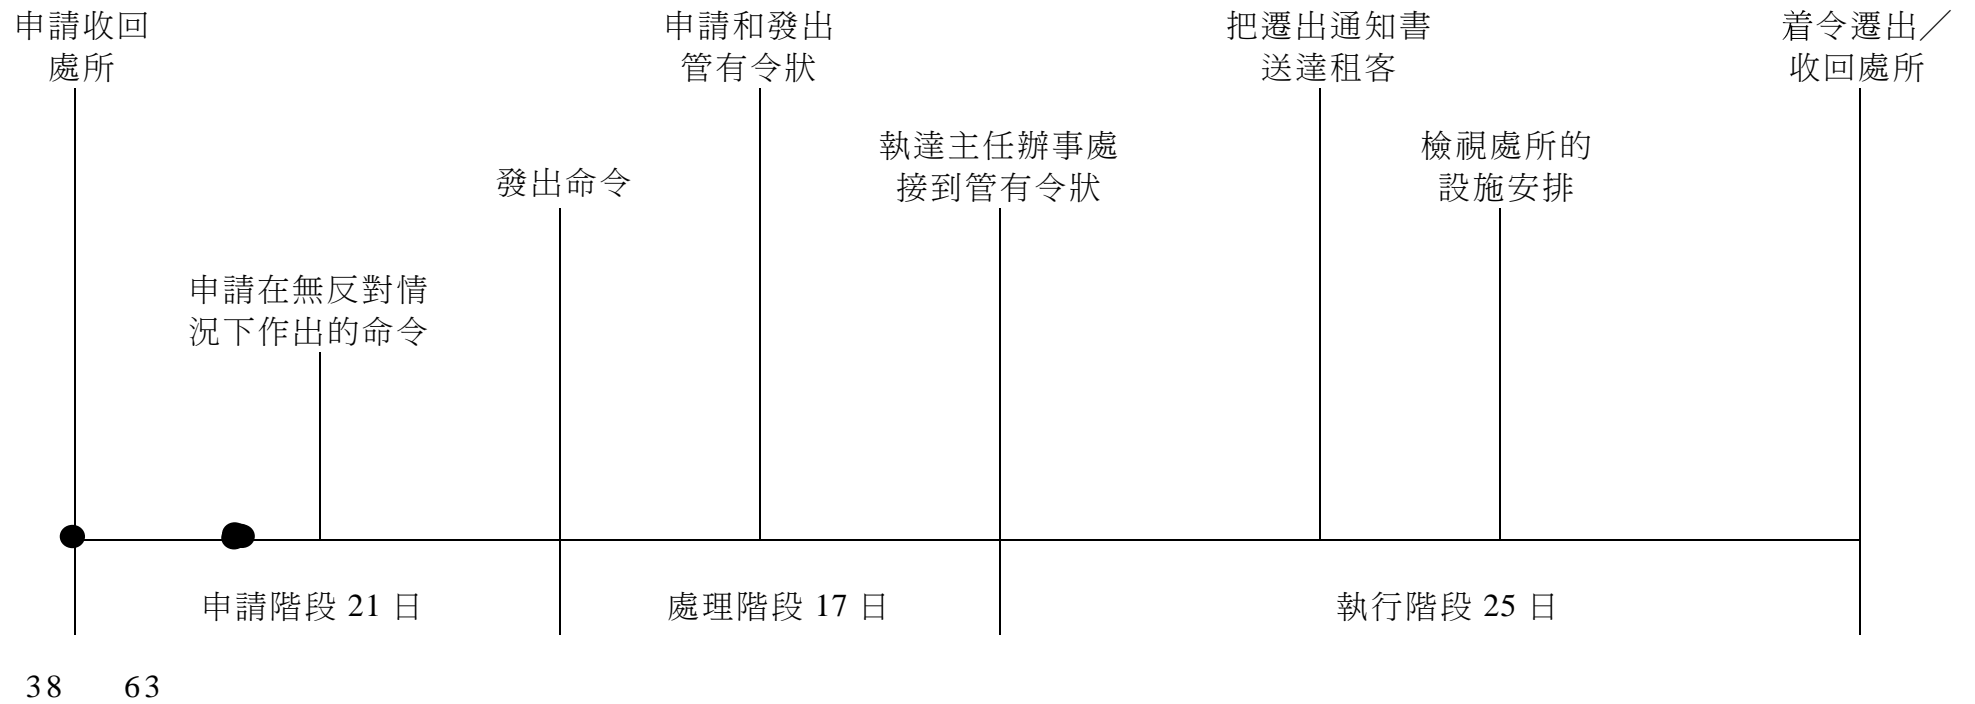 申請收回
處所
申請和發出
管有令狀
把遷出通知書
送達租客
着令遷出／
收回處所
執達主任辦事處
接到管有令狀
檢視處所的
設施安排
發出命令
申請在無反對情
況下作出的命令
申請階段 21 日
處理階段 17 日
執行階段 25 日
38 63